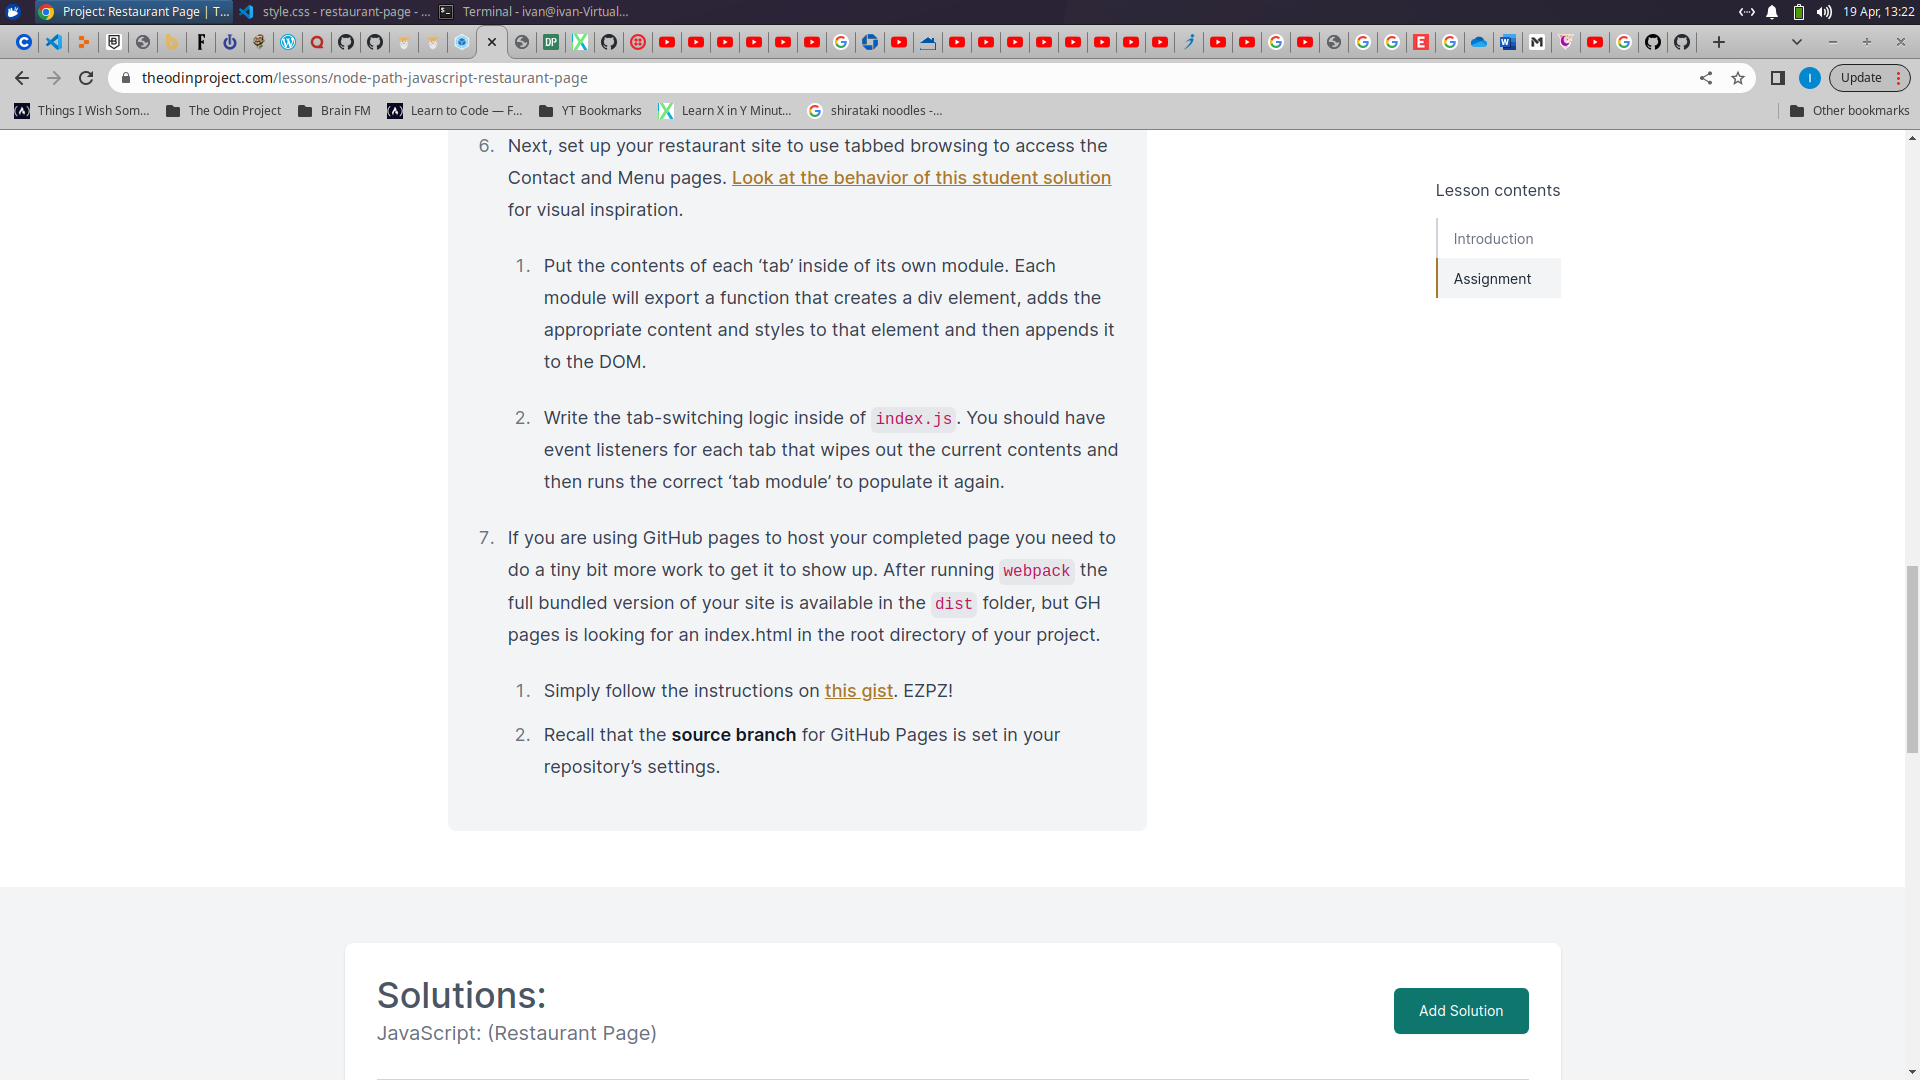 Project: Restaurant Page | T...
style.css - restaurant-page - ...
Terminal - ivan@ivan-Virtual...
19 Apr, 13:22
theodinproject.com/lessons/node-path-javascript-restaurant-page
I
Update
Things I Wish Som...
The Odin Project
Brain FM
Learn to Code — F...
YT Bookmarks
Learn X in Y Minut...
shirataki noodles -...
Other bookmarks
6. Next, set up your restaurant site to use tabbed browsing to access the
Contact and Menu pages. Look at the behavior of this student solution
for visual inspiration.
1. Put the contents of each ‘tab’ inside of its own module. Each
module will export a function that creates a div element, adds the
appropriate content and styles to that element and then appends it
to the DOM.
2. Write the tab-switching logic inside of index.js. You should have
event listeners for each tab that wipes out the current contents and
then runs the correct ‘tab module’ to populate it again.
7. If you are using GitHub pages to host your completed page you need to
do a tiny bit more work to get it to show up. After running webpack the
full bundled version of your site is available in the dist folder, but GH
pages is looking for an index.html in the root directory of your project.
1. Simply follow the instructions on this gist. EZPZ!
2. Recall that the source branch for GitHub Pages is set in your
repository’s settings.
Lesson contents
Introduction
Assignment
Solutions:
JavaScript: (Restaurant Page)
Add Solution